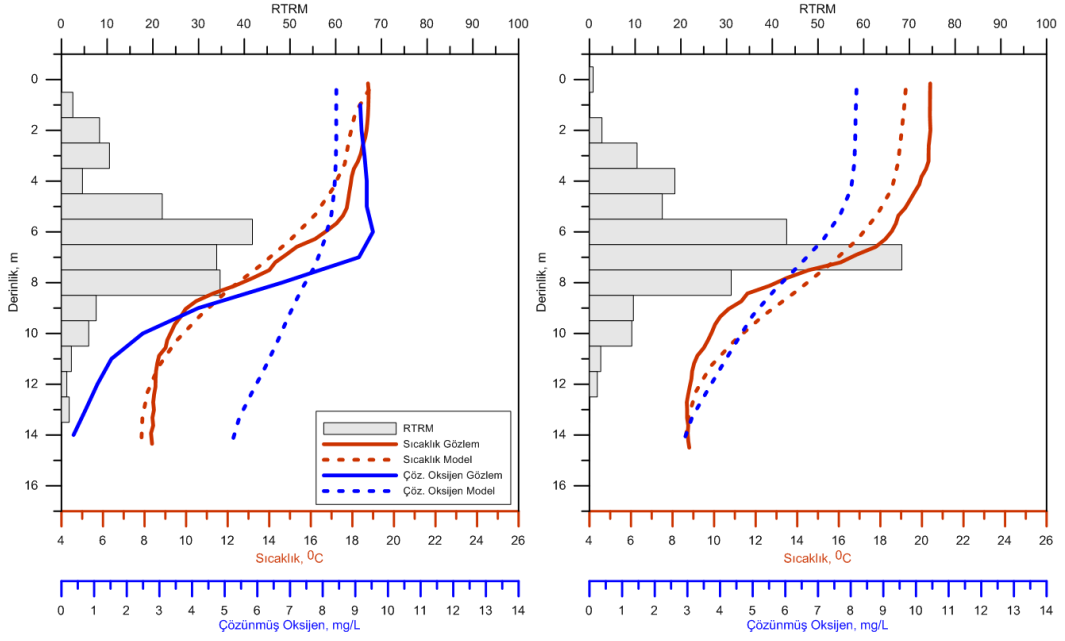 RTRM
0 10 20 30 40 50 60 70 80 90 100
Derinlik, m
0
2
4
6
8
10
12
14
16
RTRM
Sıcaklık Gözlem
Sıcaklık Model
Çöz. Oksijen Gözlem
Çöz. Oksijen Model
4 6 8 10 12 14 16 18 20 22 24 26
Sıcaklık, ⁰C
0 1 2 3 4 5 6 7 8 9 10 11 12 13 14
Çözünmüş Oksijen, mg/L
RTRM
0 10 20 30 40 50 60 70 80 90 100
Derinlik, m
0
2
4
6
8
10
12
14
16
4 6 8 10 12 14 16 18 20 22 24 26
Sıcaklık, ⁰C
0 1 2 3 4 5 6 7 8 9 10 11 12 13 14
Çözünmüş Oksijen, mg/L